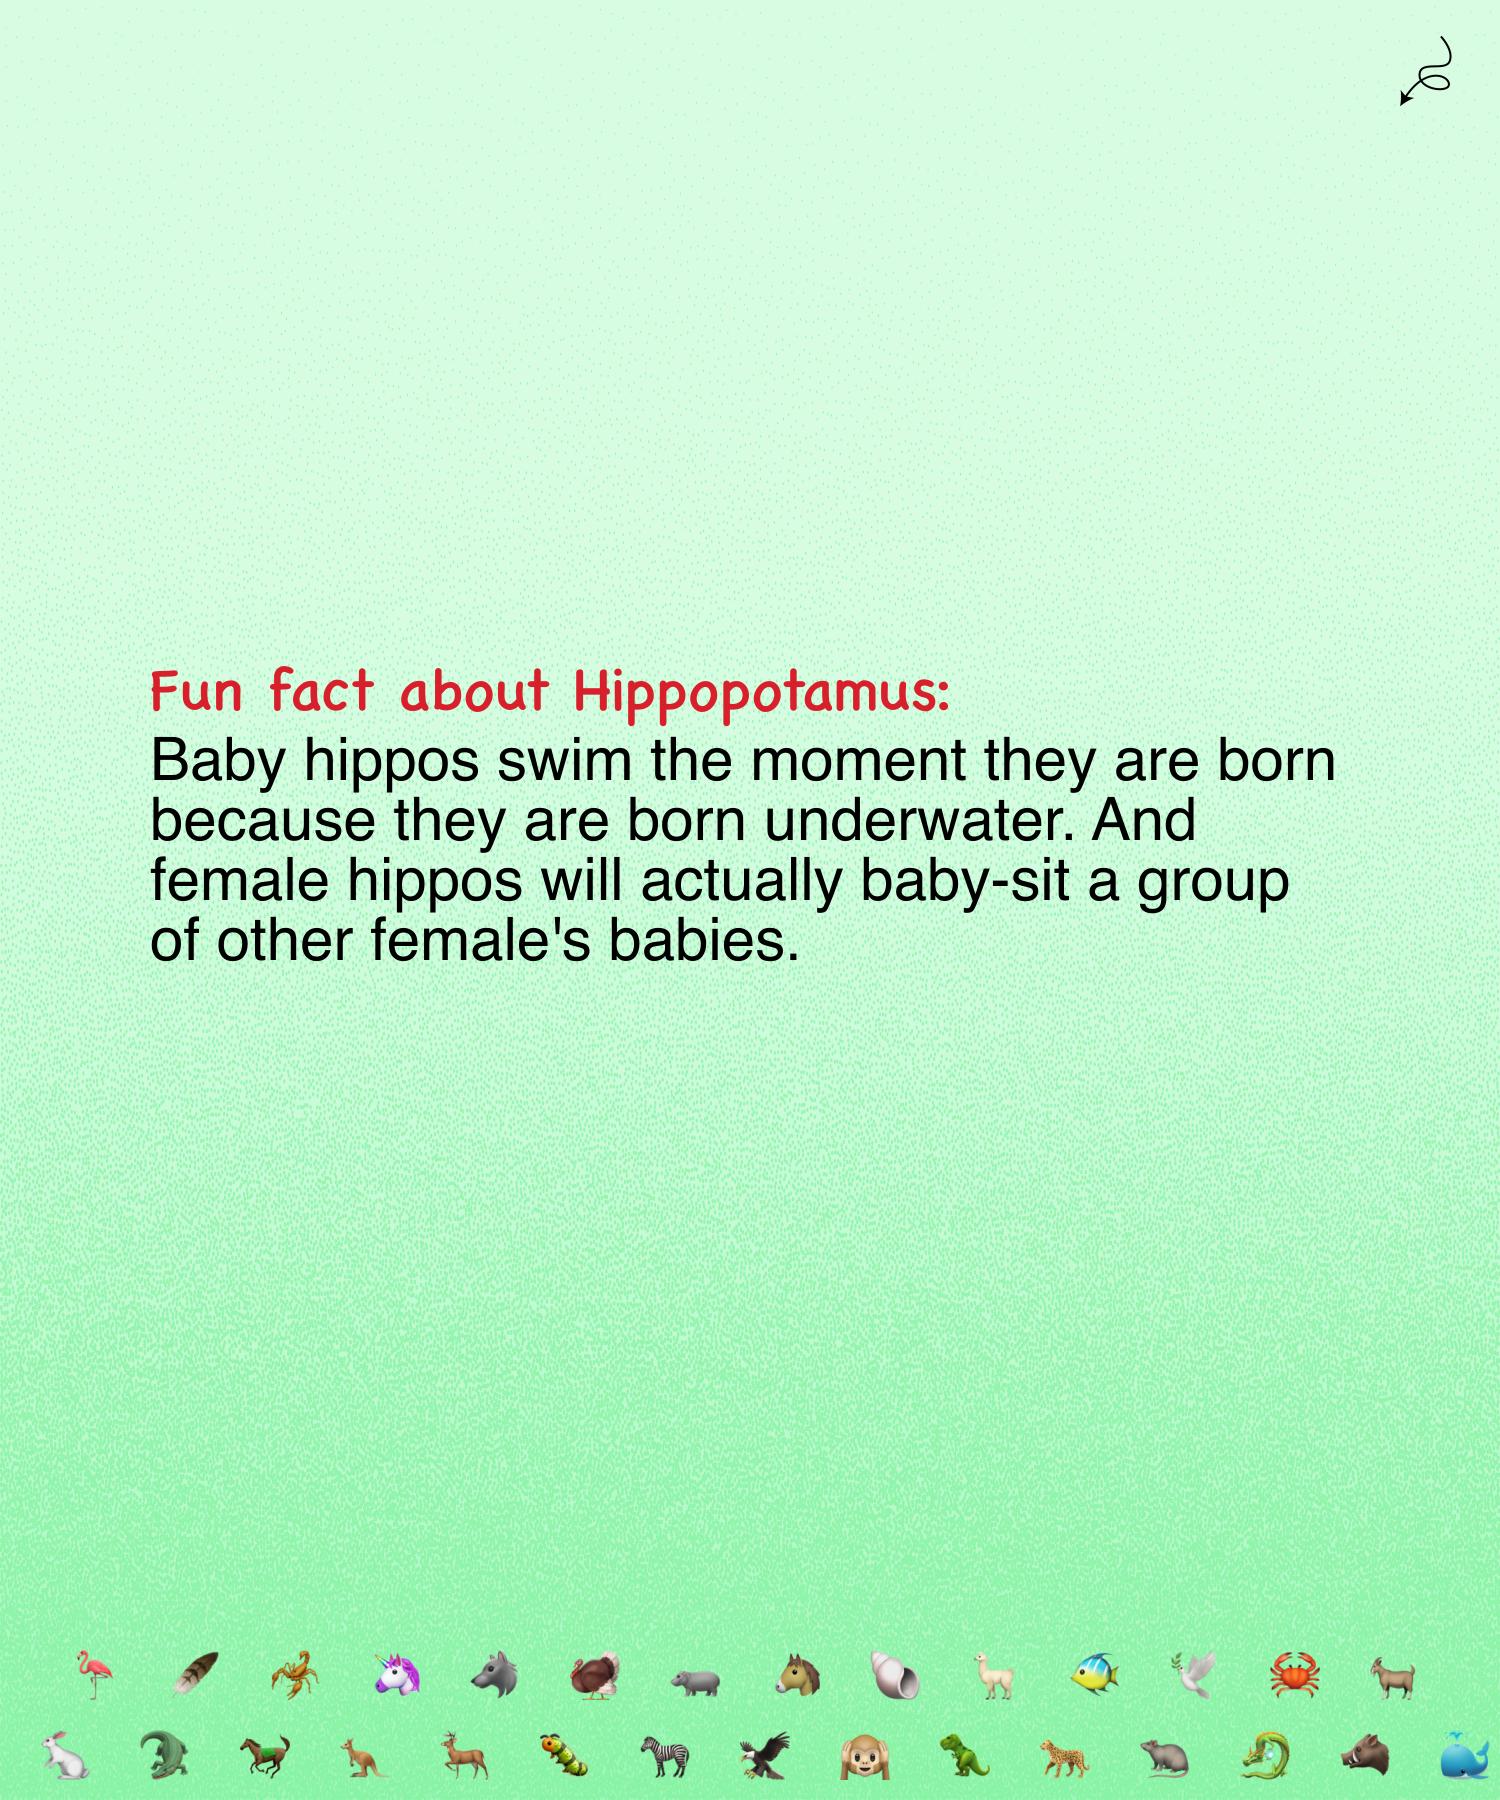 Fun fact about Hippopotamus:
Baby hippos swim the moment they are born
because they are born underwater. And
female hippos will actually baby-sit a group
of other female's babies.